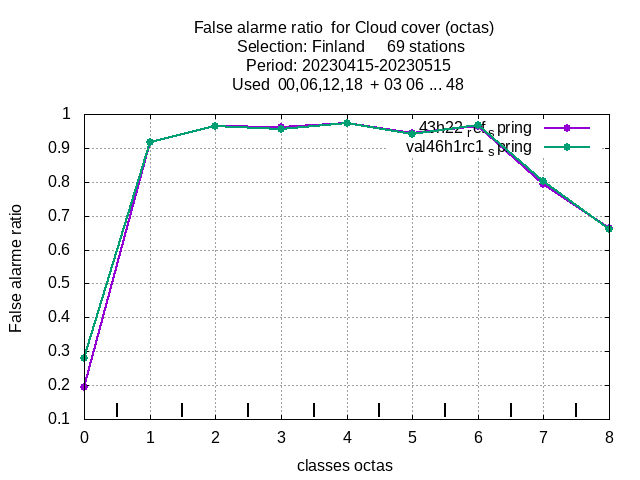 False alarme ratio  for Cloud cover (octas)
Selection: Finland     69 stations
Period: 20230415-20230515
Used  00,06,12,18  + 03 06 ... 48
43h22_ref_spring
val46h1rc1_spring
1
0.9
0.8
0.7
0.6
0.5
0.4
0.3
0.2
0.1
False alarme ratio
0 1 2 3 4 5 6 7 8
classes octas